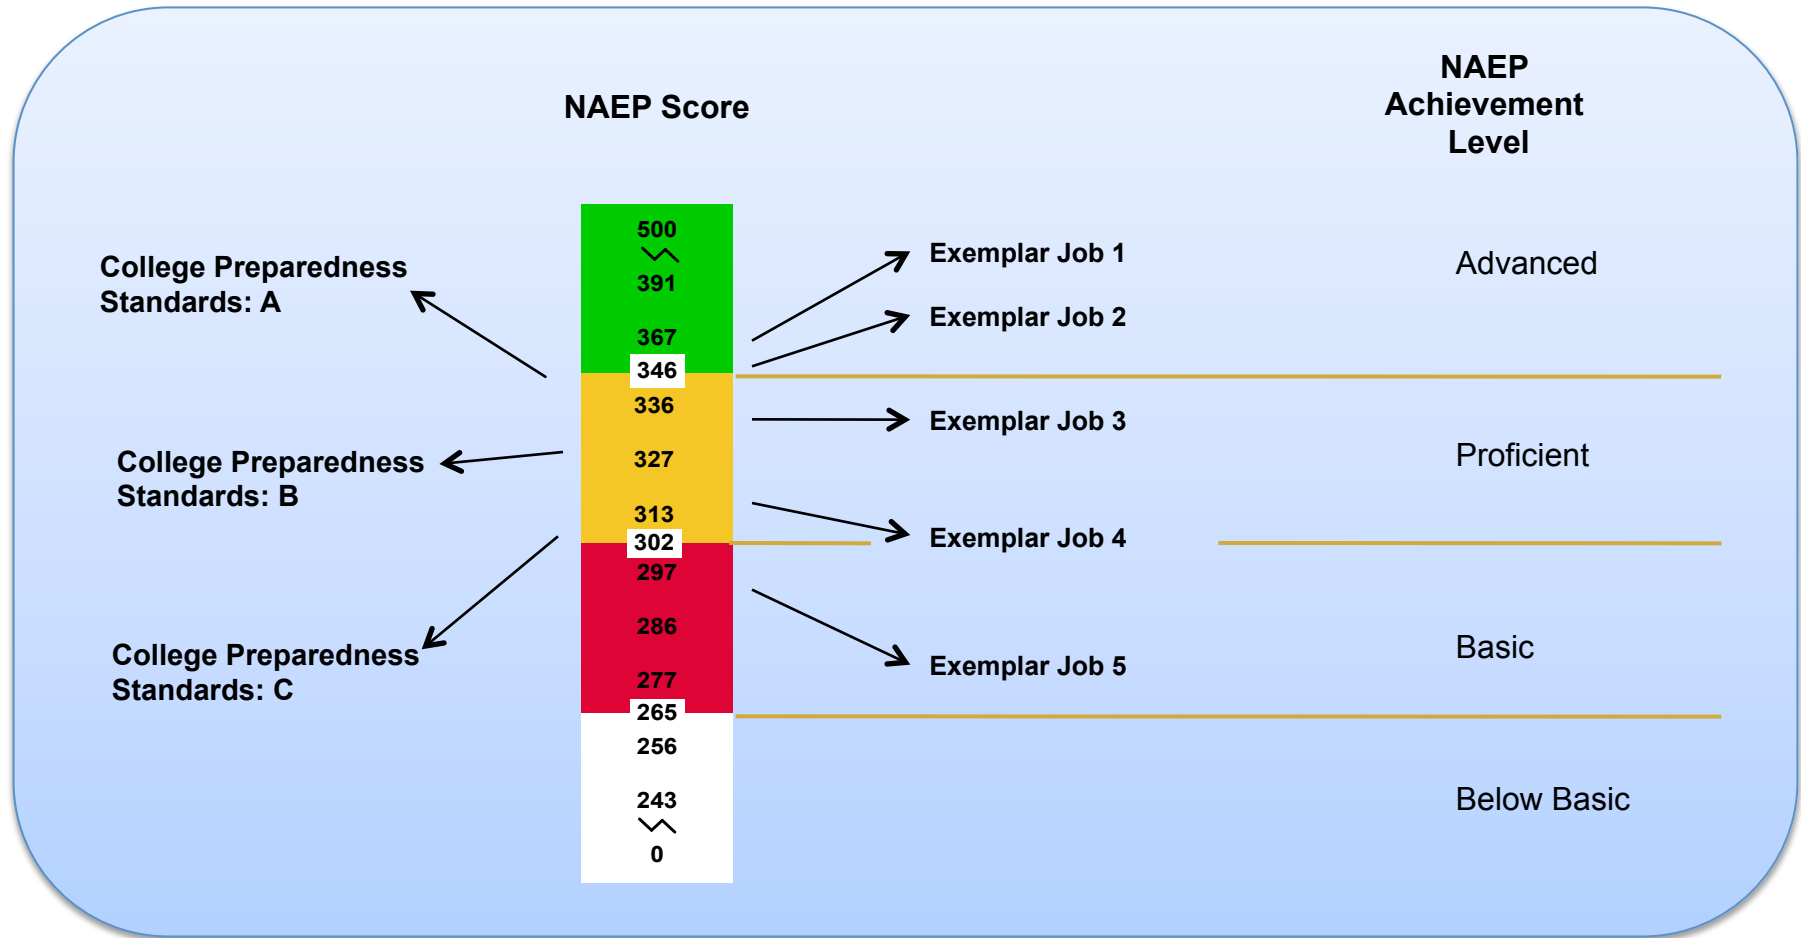 NAEP Score
NAEP
Achievement
Level
College Preparedness
Standards: A
College Preparedness
Standards: B
College Preparedness
Standards: C
500
391
367
346
336
327
313
302
297
286
277
265
256
243
0
Exemplar Job 1
Exemplar Job 2
Exemplar Job 3
Exemplar Job 4
Exemplar Job 5
Advanced
Proficient
Basic
Below Basic